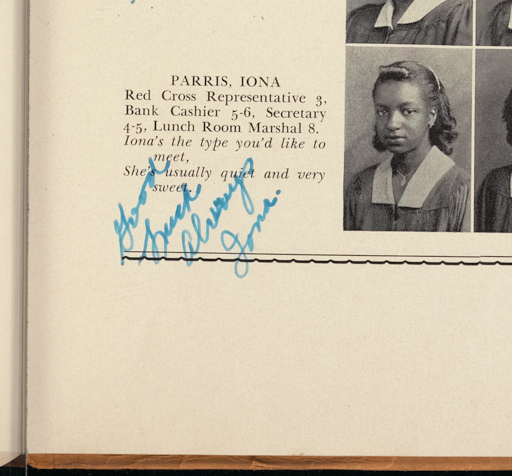 PARRIS, IONA
Red Cross Representative 3,
Bank Cashier 5-6, Secretary
4-5, Lunch Room Marshal 8.
Iona's the type you'd like to
meet,
She's usually quiet and very
sweet.
Good
Luck
Always
Iona.